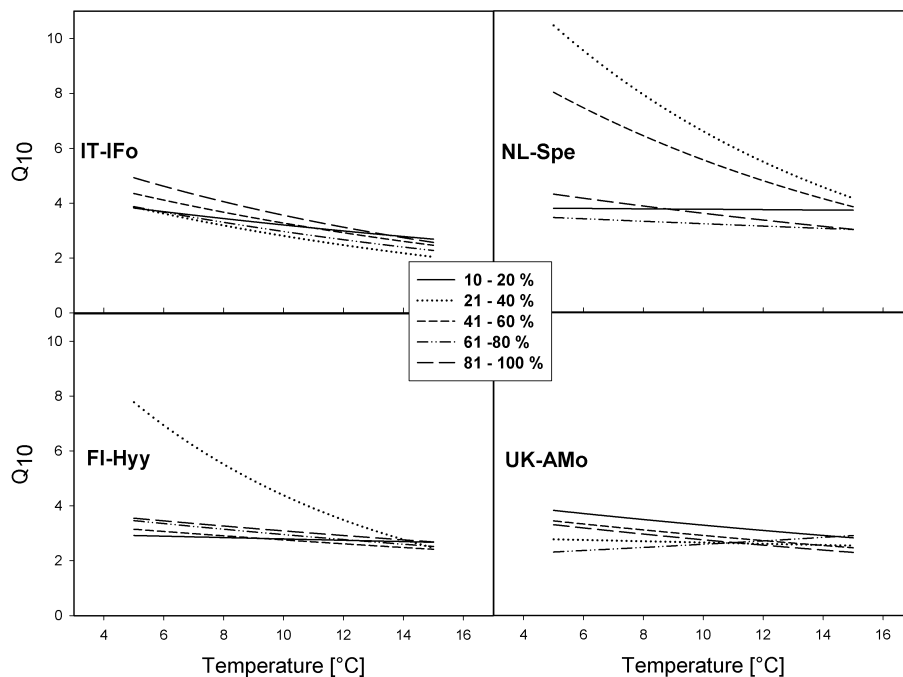 10
8
6
4
2
0
Q10
IT-IFo
NL-Spe
10 - 20 %
21 - 40 %
41 - 60 %
61 -80 %
81 - 100 %
10
8
6
4
2
0
Q10
FI-Hyy
UK-AMo
4 6 8 10 12 14 16
4 6 8 10 12 14 16
Temperature [°C]
Temperature [°C]